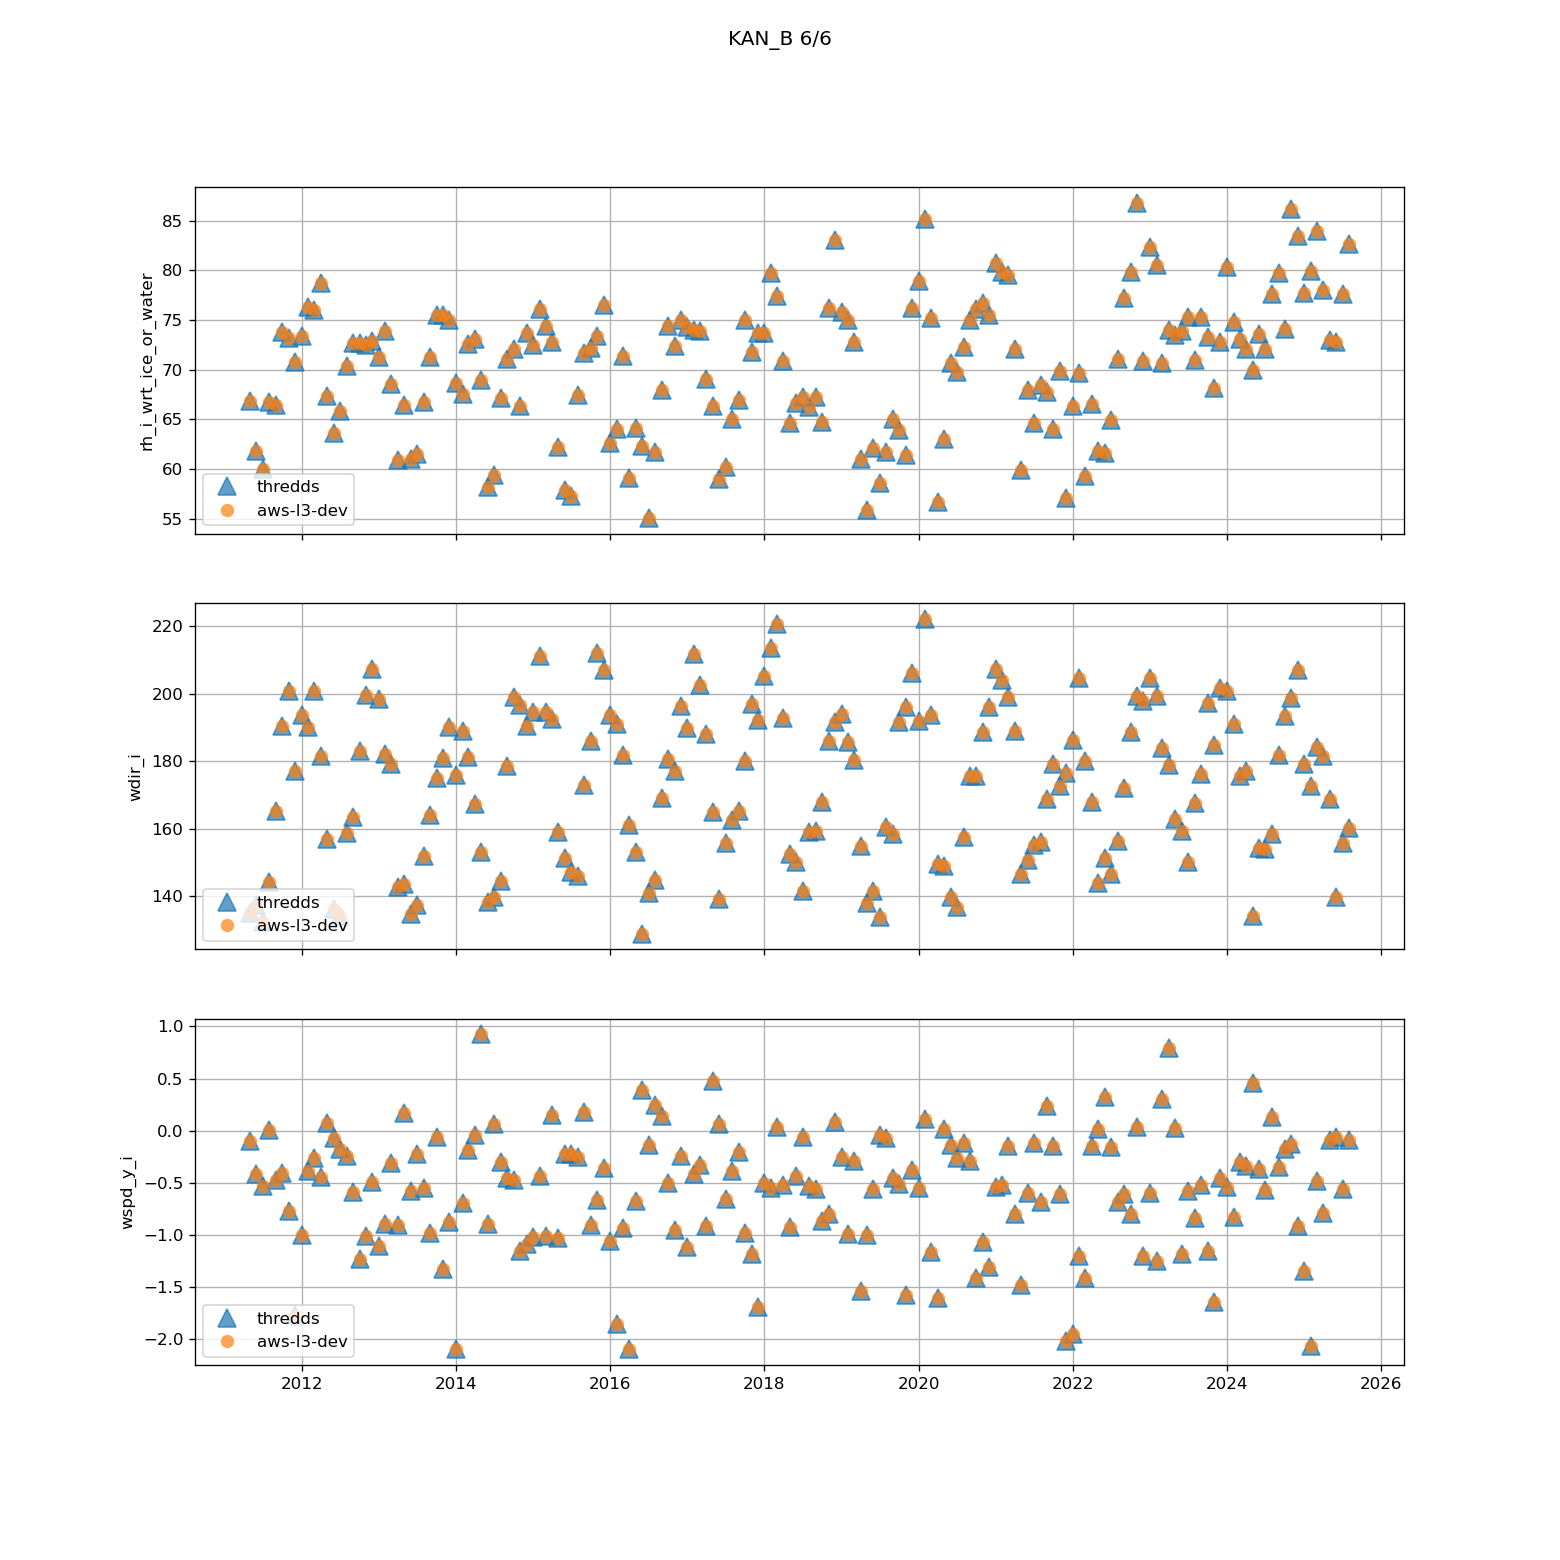 KAN_B 6/6
rh_i_wrt_ice_or_water
85
80
75
70
65
60
55
thredds
aws-l3-dev
wdir_i
220
200
180
160
140
thredds
aws-l3-dev
wspd_y_i
1.0
0.5
0.0
−0.5
−1.0
−1.5
−2.0
thredds
aws-l3-dev
2012 2014 2016 2018 2020 2022 2024 2026